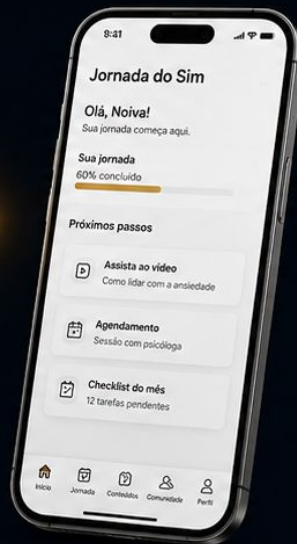 9:41
Jornada do Sim
Olá, Noiva!
Sua jornada começa aqui.
Sua jornada
60% concluído
Próximos passos
Assista ao vídeo
Como lidar com a ansiedade
Agendamento
Sessão com psicóloga
Checklist do mês
12 tarefas pendentes
Início
Jornada
Conteúdos
Comunidade
Perfil